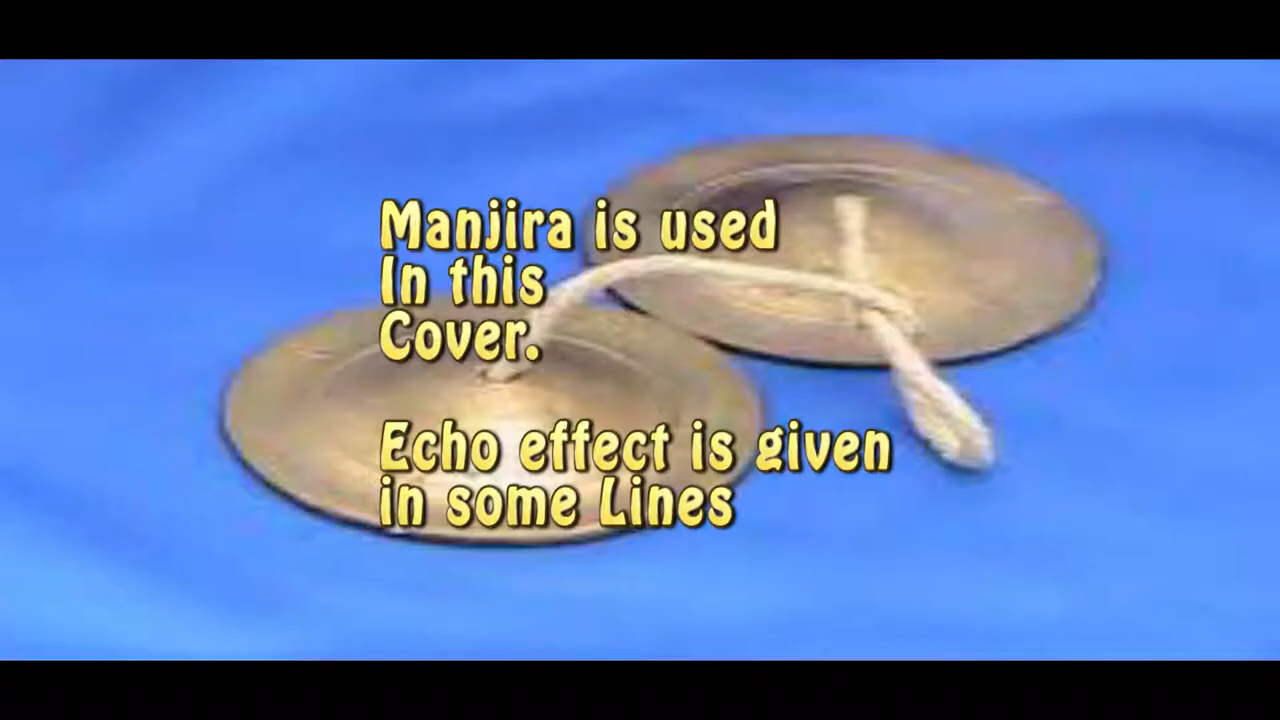 Manjira is used
In this
Cover.
Echo effect is given
in some Lines